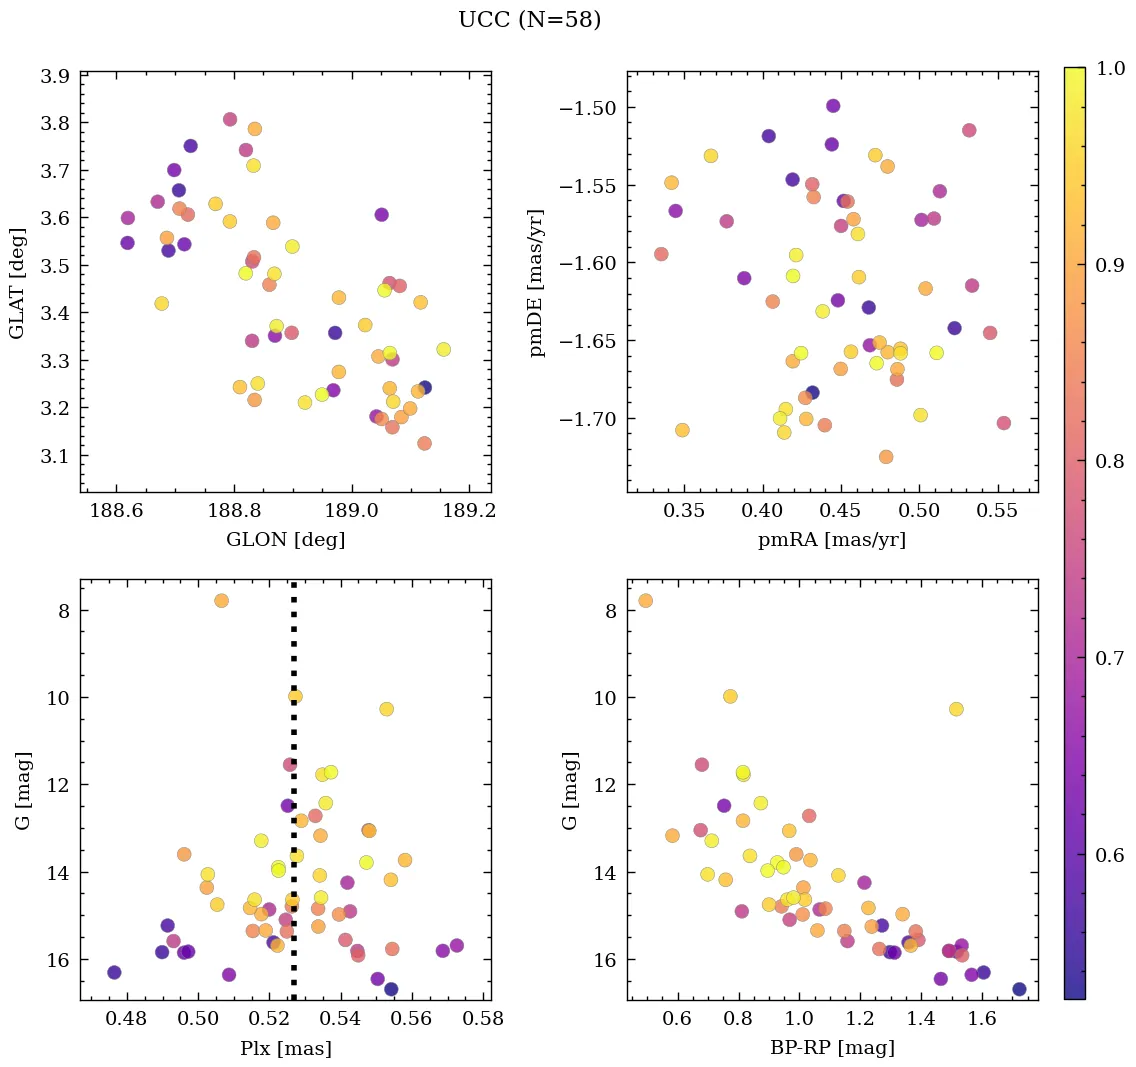 UCC (N=58)
3.9
3.8
3.7
3.6
3.5
3.4
3.3
3.2
3.1
GLAT [deg]
188.6 188.8 189.0 189.2
GLON [deg]
−1.50
−1.55
−1.60
−1.65
−1.70
pmDE [mas/yr]
0.35 0.40 0.45 0.50 0.55
pmRA [mas/yr]
8
10
12
14
16
G [mag]
0.48 0.50 0.52 0.54 0.56 0.58
Plx [mas]
8
10
12
14
16
G [mag]
0.6 0.8 1.0 1.2 1.4 1.6
BP-RP [mag]
1.0
0.9
0.8
0.7
0.6